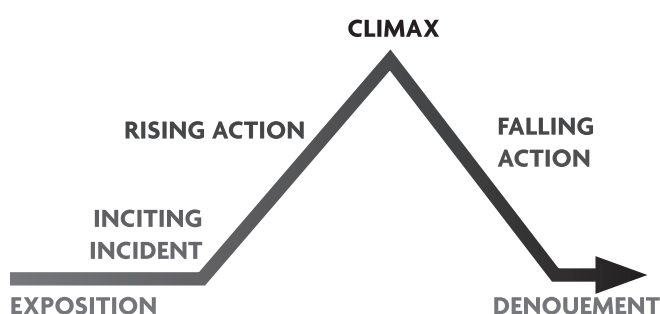 CLIMAX
RISING ACTION
FALLING
ACTION
INCITING
INCIDENT
EXPOSITION
DENOUEMENT